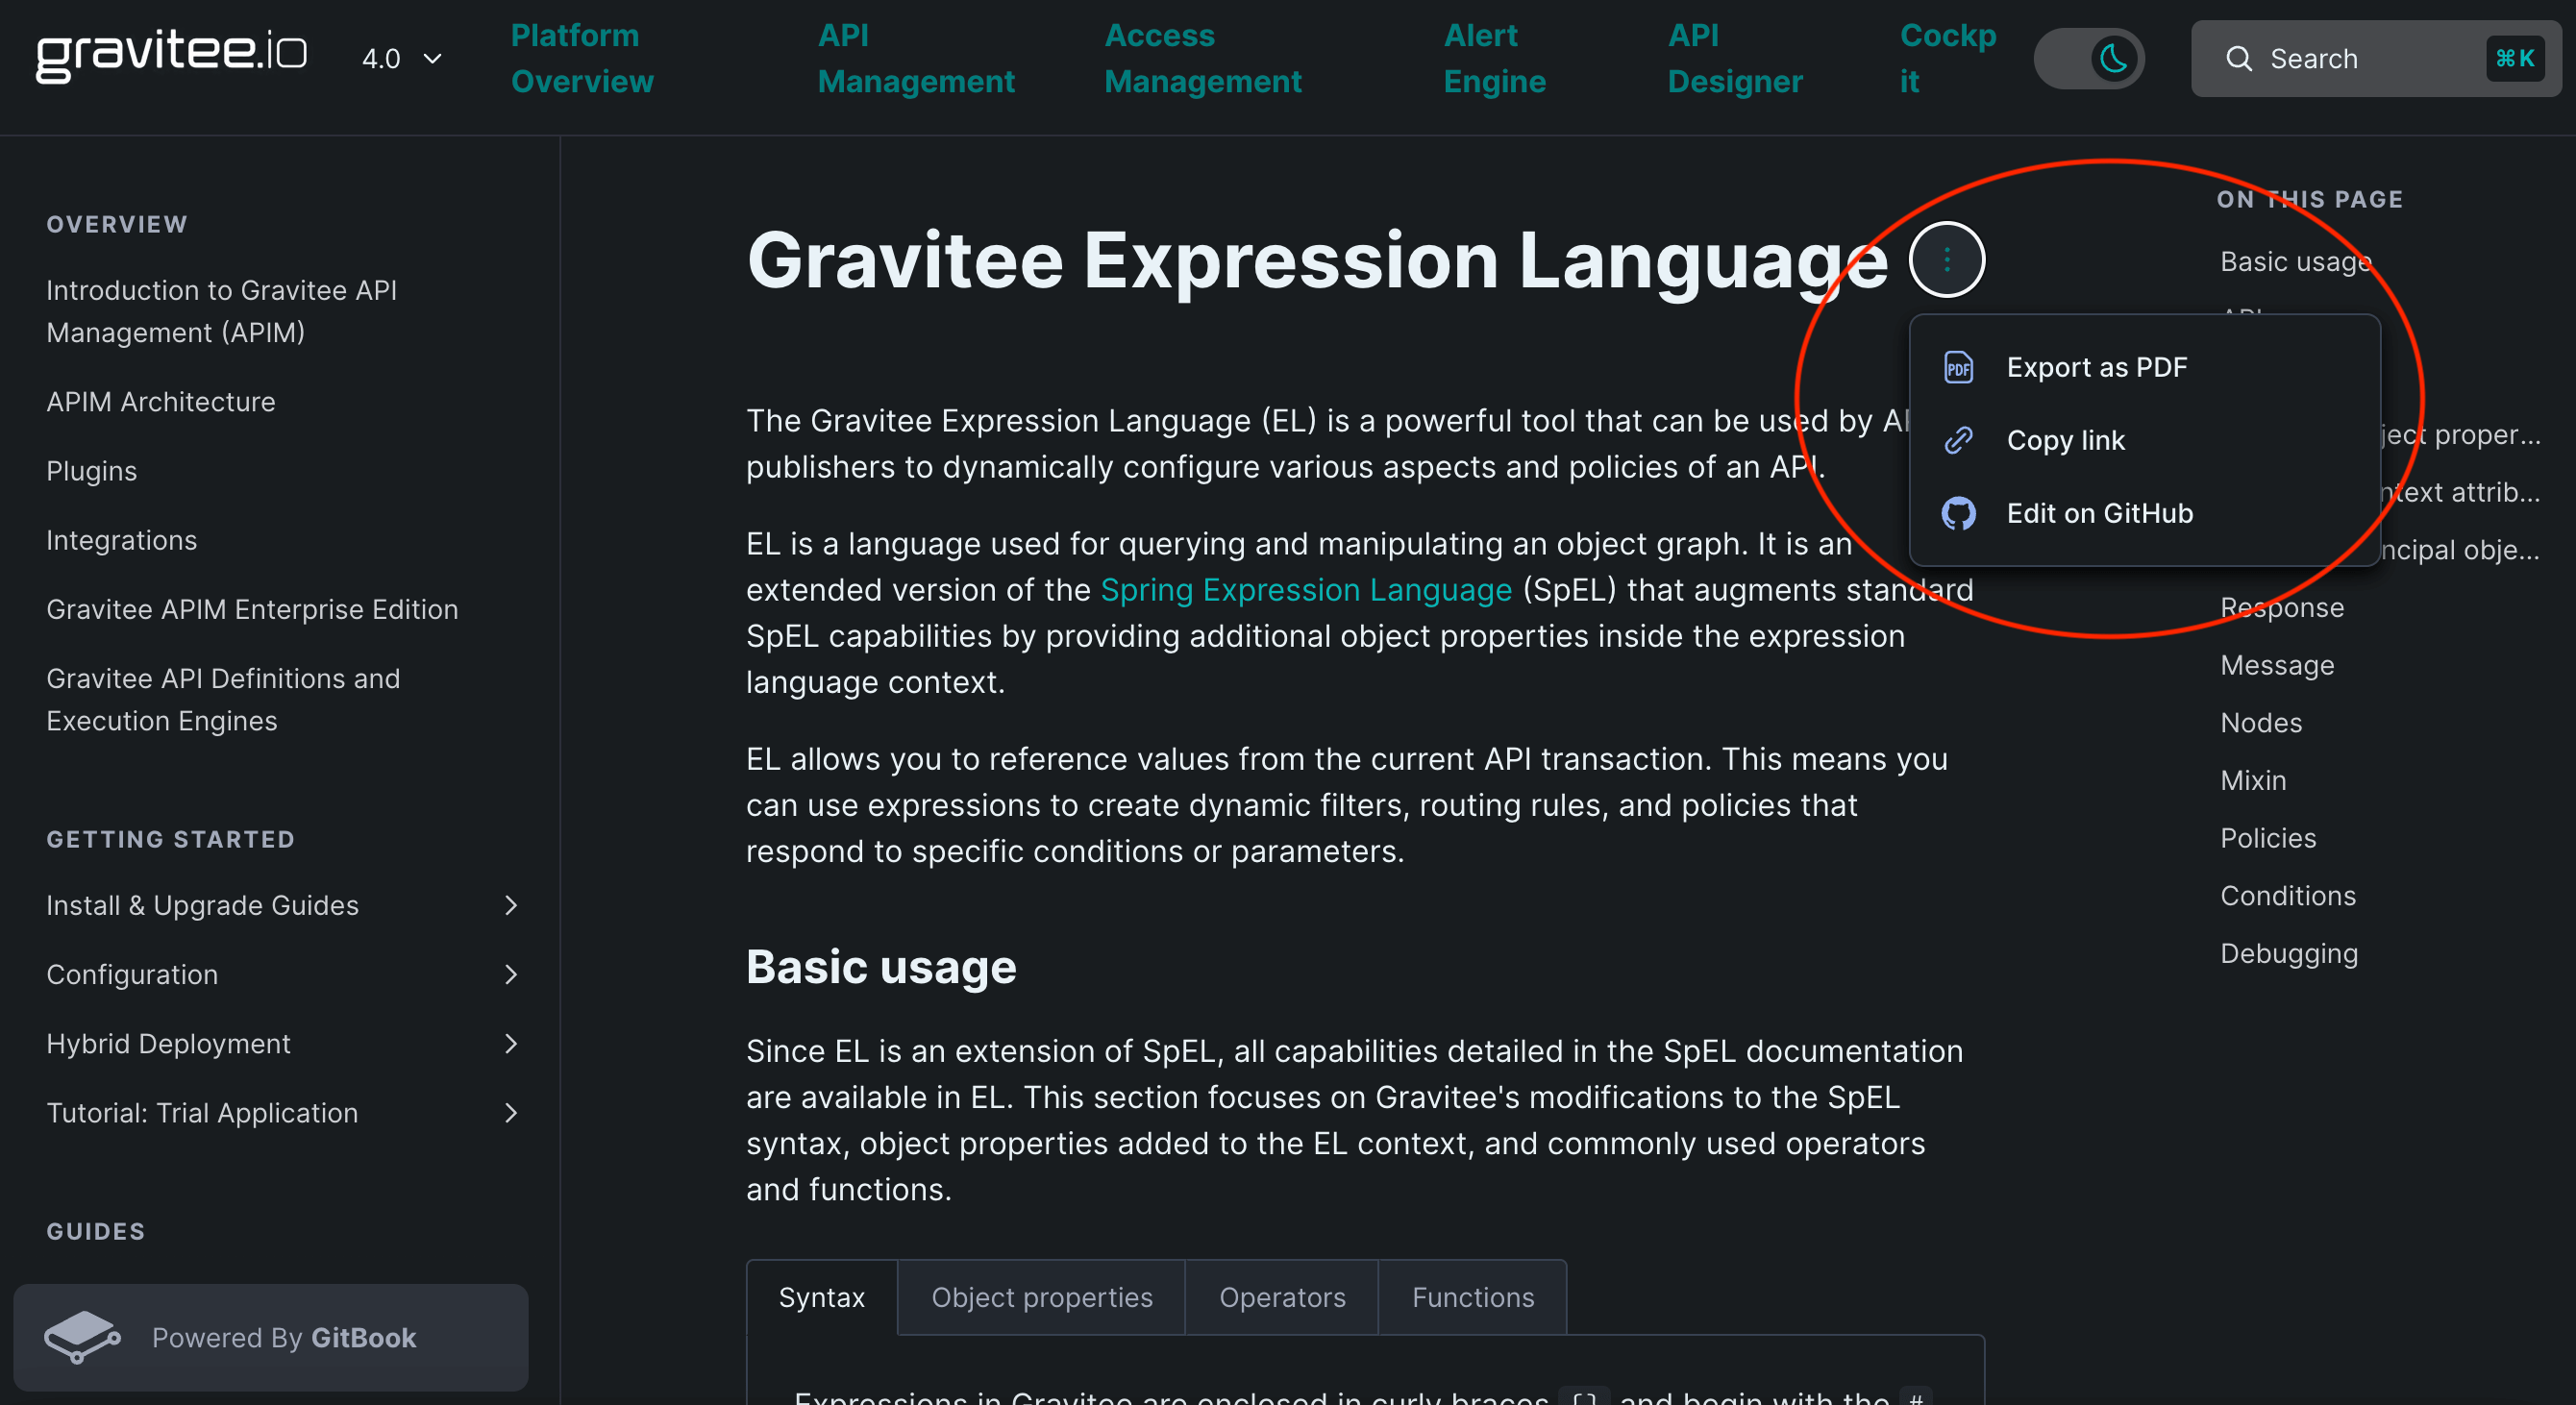 gravitee.io
4.0
Platform
Overview
API
Management
Access
Management
Alert
Engine
API
Designer
Cockp
it
Search
⌘K
OVERVIEW
Introduction to Gravitee API
Management (APIM)
APIM Architecture
Plugins
Integrations
Gravitee APIM Enterprise Edition
Gravitee API Definitions and
Execution Engines
GETTING STARTED
Install & Upgrade Guides
Configuration
Hybrid Deployment
Tutorial: Trial Application
GUIDES
Powered By GitBook
Gravitee Expression Language
PDF
Export as PDF
Copy link
Edit on GitHub
The Gravitee Expression Language (EL) is a powerful tool that can be used by
publishers to dynamically configure various aspects and policies of an API.
EL is a language used for querying and manipulating an object graph. It is an
extended version of the Spring Expression Language (SpEL) that augments standard
SpEL capabilities by providing additional object properties inside the expression
language context.
EL allows you to reference values from the current API transaction. This means you
can use expressions to create dynamic filters, routing rules, and policies that
respond to specific conditions or parameters.
Basic usage
Since EL is an extension of SpEL, all capabilities detailed in the SpEL documentation
are available in EL. This section focuses on Gravitee's modifications to the SpEL
syntax, object properties added to the EL context, and commonly used operators
and functions.
Syntax
Object properties
Operators
Functions
Expressions in Gravitee are enclosed in curly braces {} and begin with the #
ON THIS PAGE
Basic usage
API
ject proper...
ntext attrib...
ncipal obje...
Response
Message
Nodes
Mixin
Policies
Conditions
Debugging